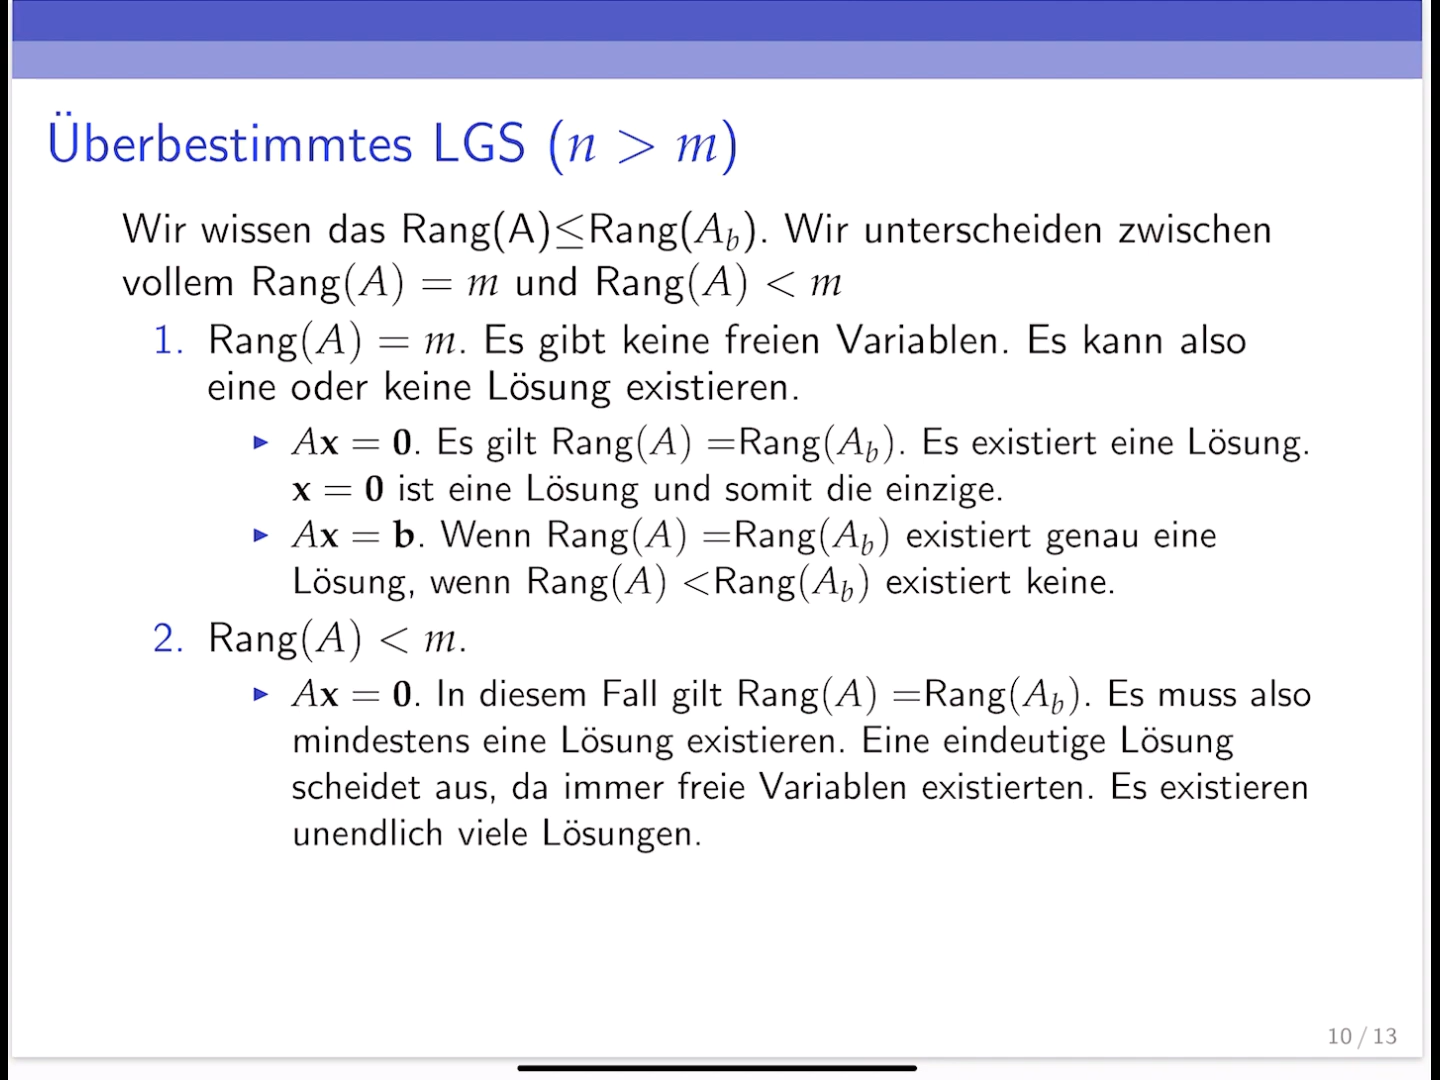 Überbestimmtes LGS (n > m)
Wir wissen das Rang(A)≤Rang(A_b). Wir unterscheiden zwischen
vollem Rang(A) = m und Rang(A) < m
1. Rang(A) = m. Es gibt keine freien Variablen. Es kann also
eine oder keine Lösung existieren.
▶ Ax = 0. Es gilt Rang(A) =Rang(A_b). Es existiert eine Lösung.
x = 0 ist eine Lösung und somit die einzige.
▶ Ax = b. Wenn Rang(A) =Rang(A_b) existiert genau eine
Lösung, wenn Rang(A) <Rang(A_b) existiert keine.
2. Rang(A) < m.
▶ Ax = 0. In diesem Fall gilt Rang(A) =Rang(A_b). Es muss also
mindestens eine Lösung existieren. Eine eindeutige Lösung
scheidet aus, da immer freie Variablen existierten. Es existieren
unendlich viele Lösungen.
10 / 13